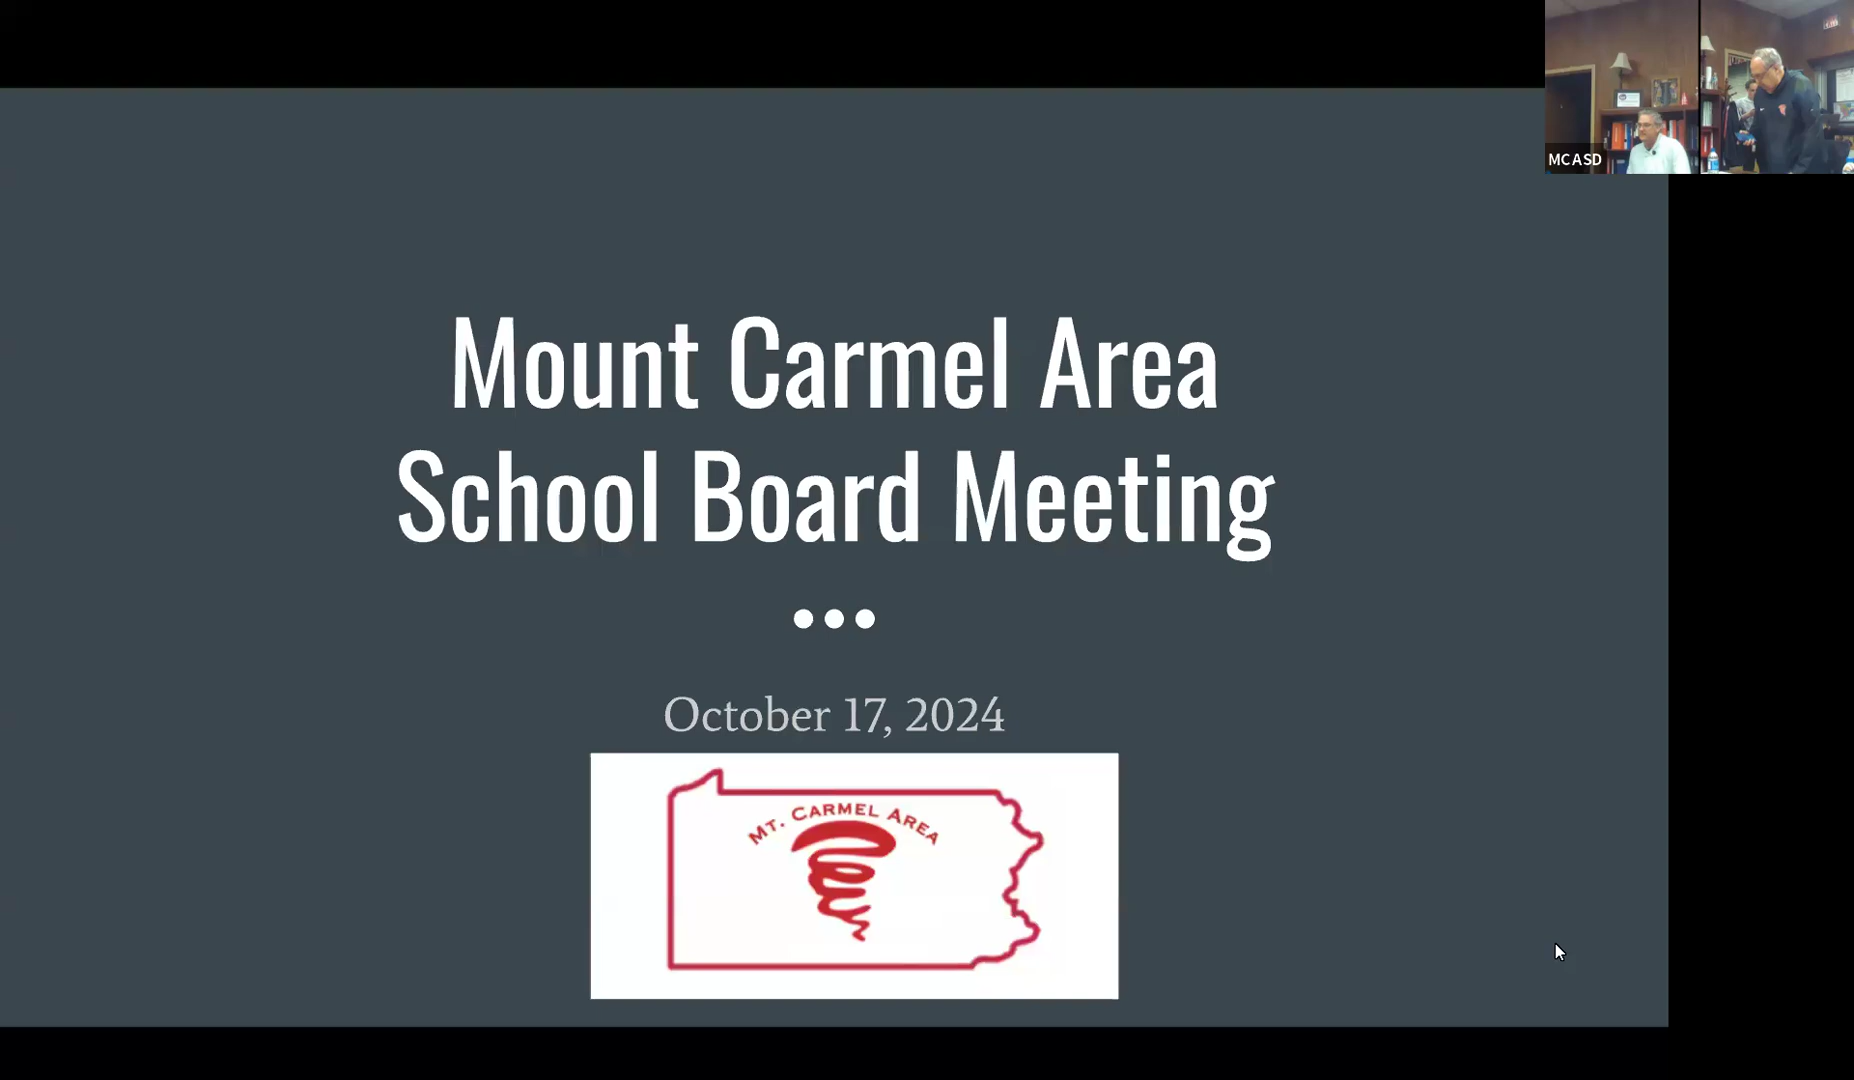 MCASD
Mount Carmel Area
School Board Meeting
October 17, 2024
MT. CARMEL AREA